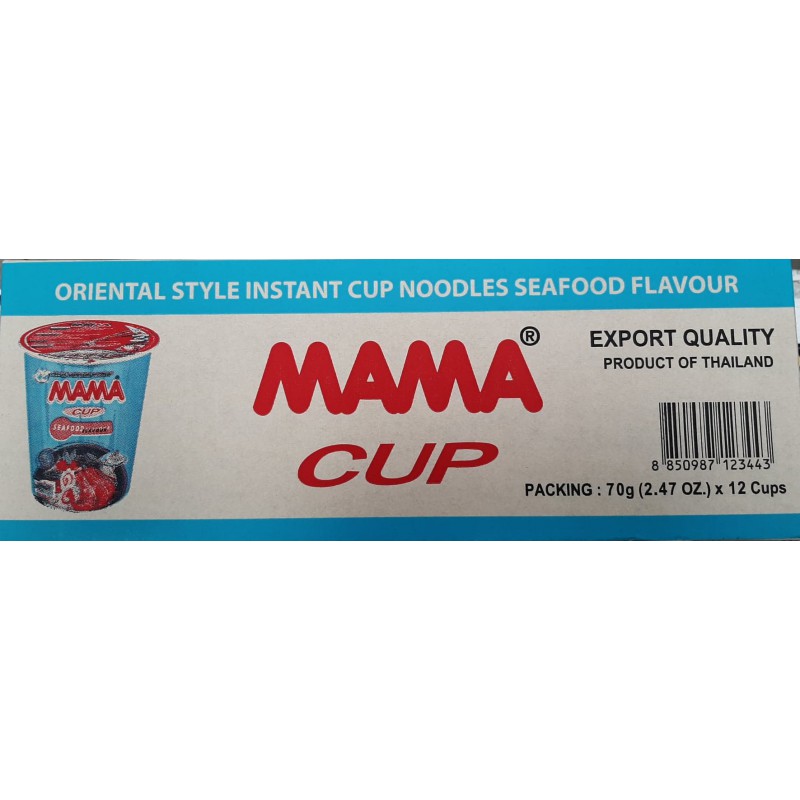 ORIENTAL STYLE INSTANT CUP NOODLES SEAFOOD FLAVOUR
MAMA
CUP
SEAFOOD FLAVOUR
MAMA®
CUP
EXPORT QUALITY
PRODUCT OF THAILAND
8 850987 123443
PACKING : 70g (2.47 OZ.) x 12 Cups